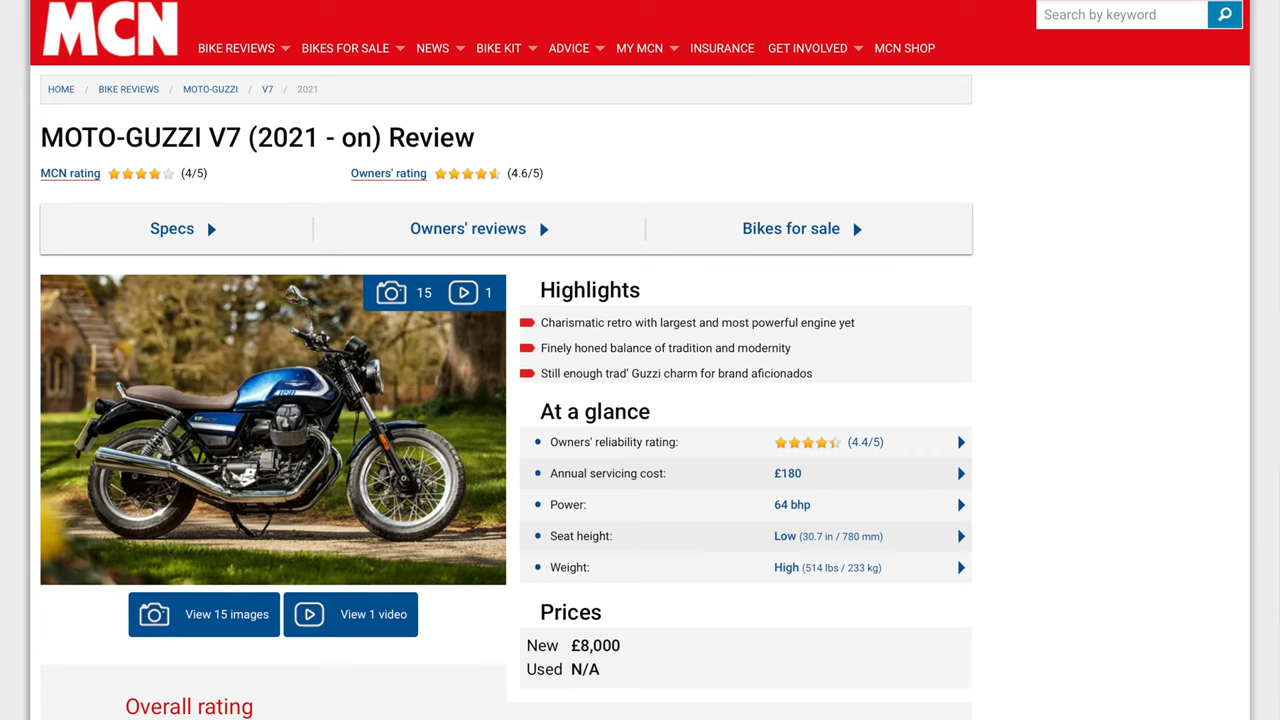 MCN
Search by keyword
BIKE REVIEWS BIKES FOR SALE NEWS BIKE KIT ADVICE MY MCN INSURANCE GET INVOLVED MCN SHOP
HOME / BIKE REVIEWS / MOTO-GUZZI / V7 / 2021
MOTO-GUZZI V7 (2021 - on) Review
MCN rating (4/5) Owners' rating (4.6/5)
Specs Owners' reviews Bikes for sale
15 1
Highlights
Charismatic retro with largest and most powerful engine yet
Finely honed balance of tradition and modernity
Still enough trad’ Guzzi charm for brand aficionados
At a glance
Owners' reliability rating: (4.4/5)
Annual servicing cost: £180
Power: 64 bhp
Seat height: Low (30.7 in / 780 mm)
Weight: High (514 lbs / 233 kg)
View 15 images View 1 video
Prices
New £8,000
Used N/A
Overall rating